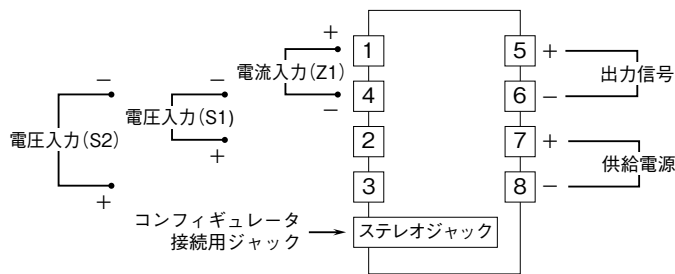 +
電流入力(Z1)
−
−
電圧入力(S1)
+
−
電圧入力(S2)
+
1
4
2
3
5
6
7
8
+
出力信号
−
+
供給電源
−
コンフィギュレータ
接続用ジャック
ステレオジャック